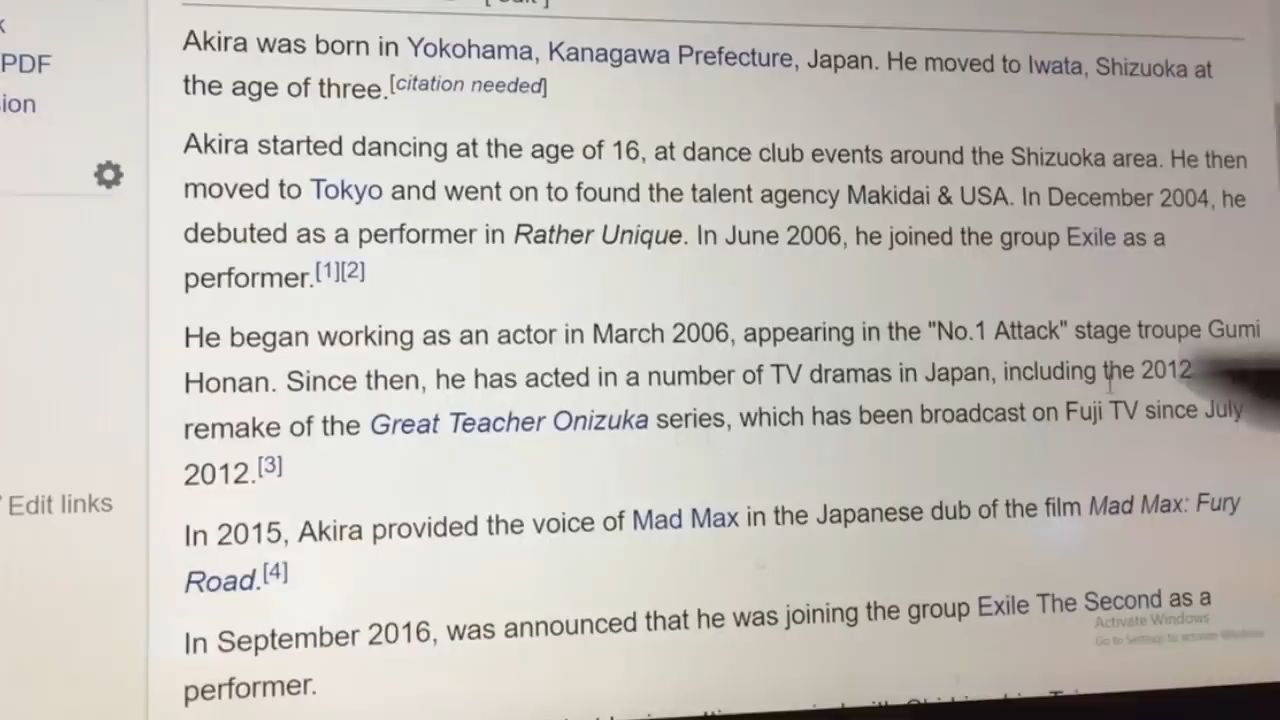 PDF
Edit links
Akira was born in Yokohama, Kanagawa Prefecture, Japan. He moved to Iwata, Shizuoka at
the age of three.[citation needed]
Akira started dancing at the age of 16, at dance club events around the Shizuoka area. He then
moved to Tokyo and went on to found the talent agency Makidai & USA. In December 2004, he
debuted as a performer in Rather Unique. In June 2006, he joined the group Exile as a
performer.[1][2]
He began working as an actor in March 2006, appearing in the "No.1 Attack" stage troupe Gumi
Honan. Since then, he has acted in a number of TV dramas in Japan, including the 2012
remake of the Great Teacher Onizuka series, which has been broadcast on Fuji TV since July
2012.[3]
In 2015, Akira provided the voice of Mad Max in the Japanese dub of the film Mad Max: Fury
Road.[4]
In September 2016, was announced that he was joining the group Exile The Second as a
performer.
Activate Windows
Go to Settings to activate Windows